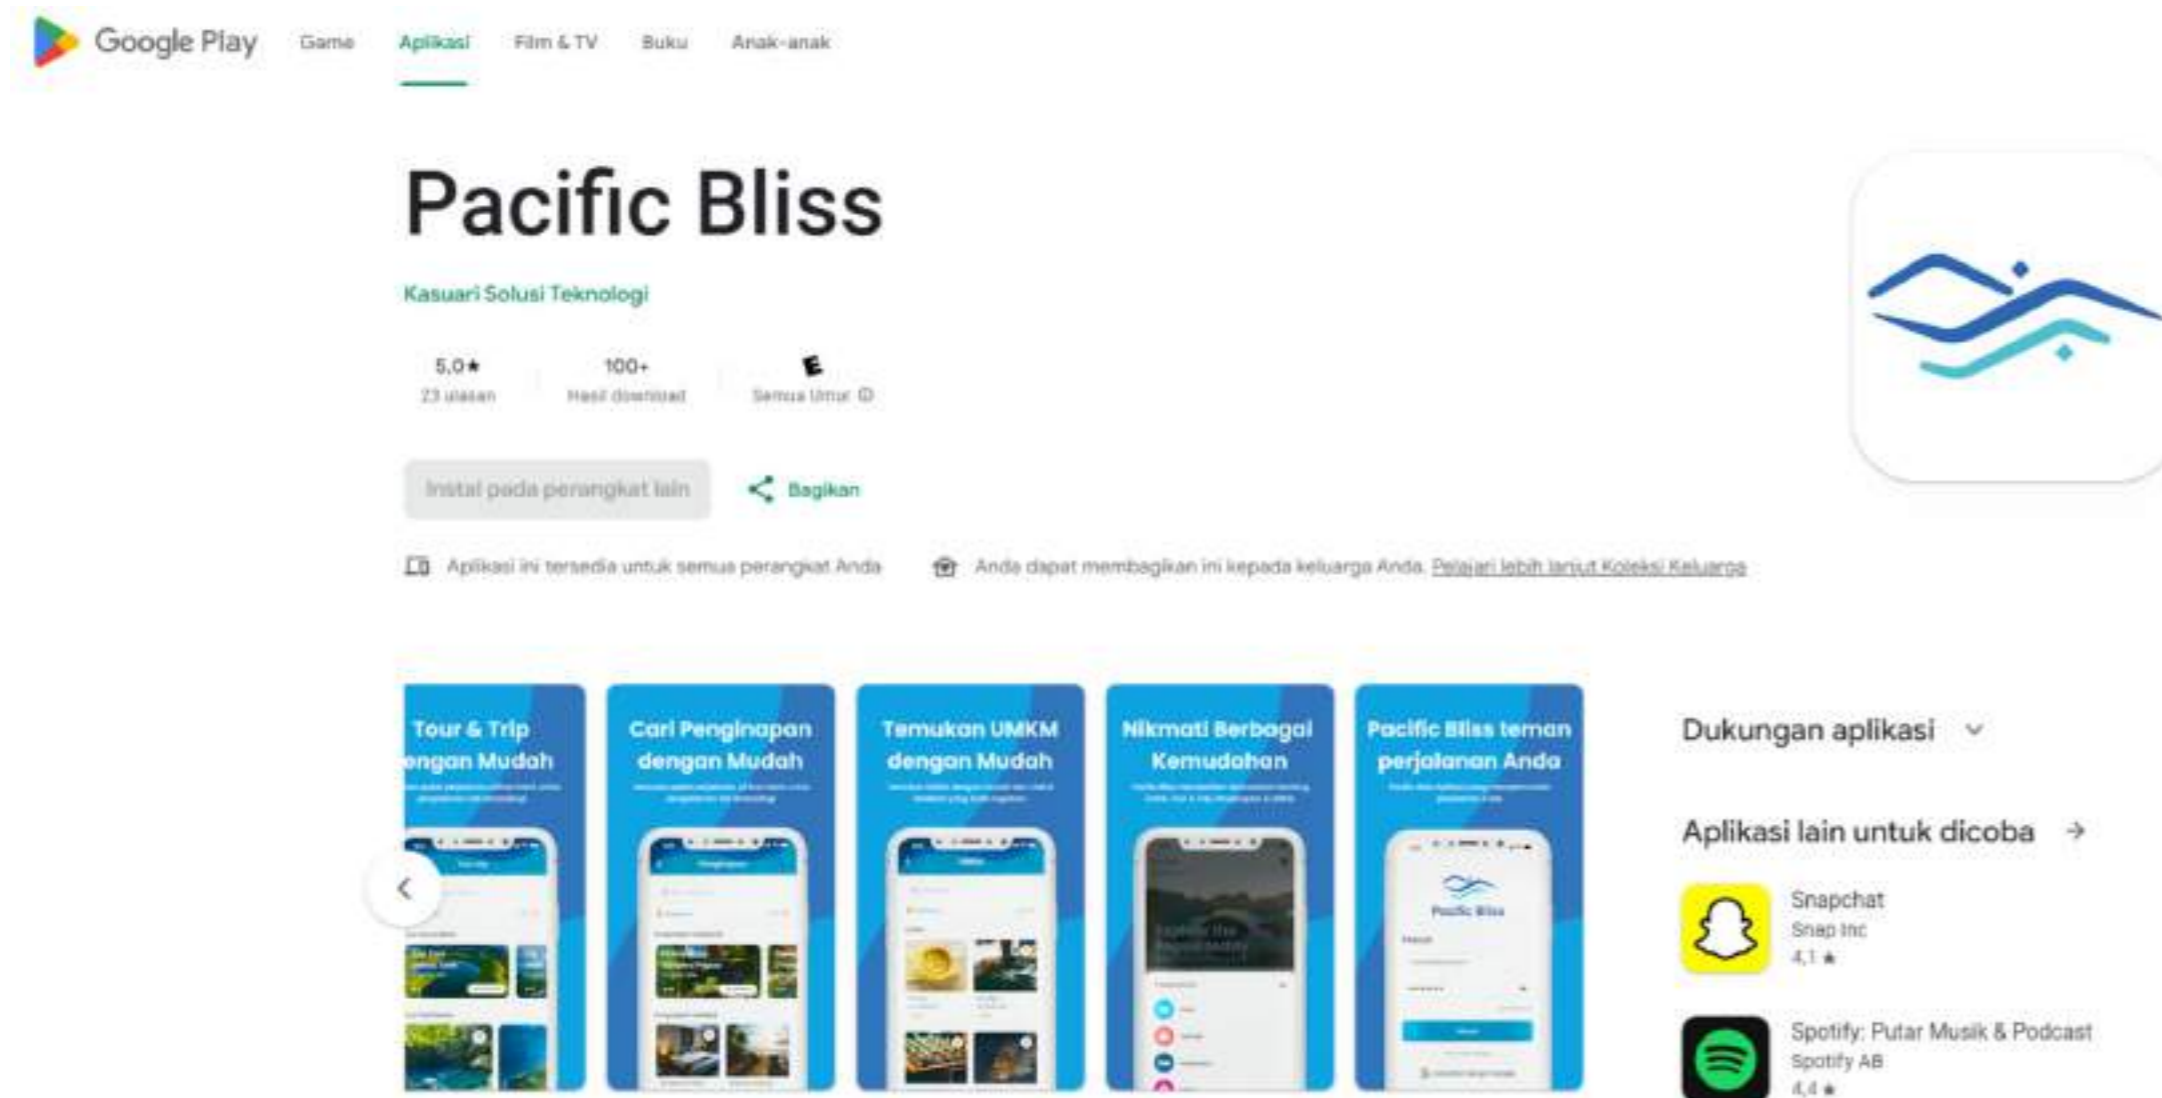 Google Play Game Aplikasi Film & TV Buku Anak-anak
Pacific Bliss
Kasuari Solusi Teknologi
5,0★ 100+ E
23 ulasan Hasil download Semua Umur
Instal pada perangkat lain Bagikan
Aplikasi ini tersedia untuk semua perangkat Anda Anda dapat membagikan ini kepada keluarga Anda. Pelajari lebih lanjut Koleksi Keluarga
Tour & Trip
engan Mudah
Cari Penginapan
dengan Mudah
Penginapan
Temukan UMKM
dengan Mudah
UMKM
Nikmati Berbagai
Kemudahan
Pacific Bliss teman
perjalanan Anda
Pacific Bliss
Dukungan aplikasi
Aplikasi lain untuk dicoba
Snapchat
Snap Inc
4,1 ★
Spotify: Putar Musik & Podcast
Spotify AB
4,4 ★